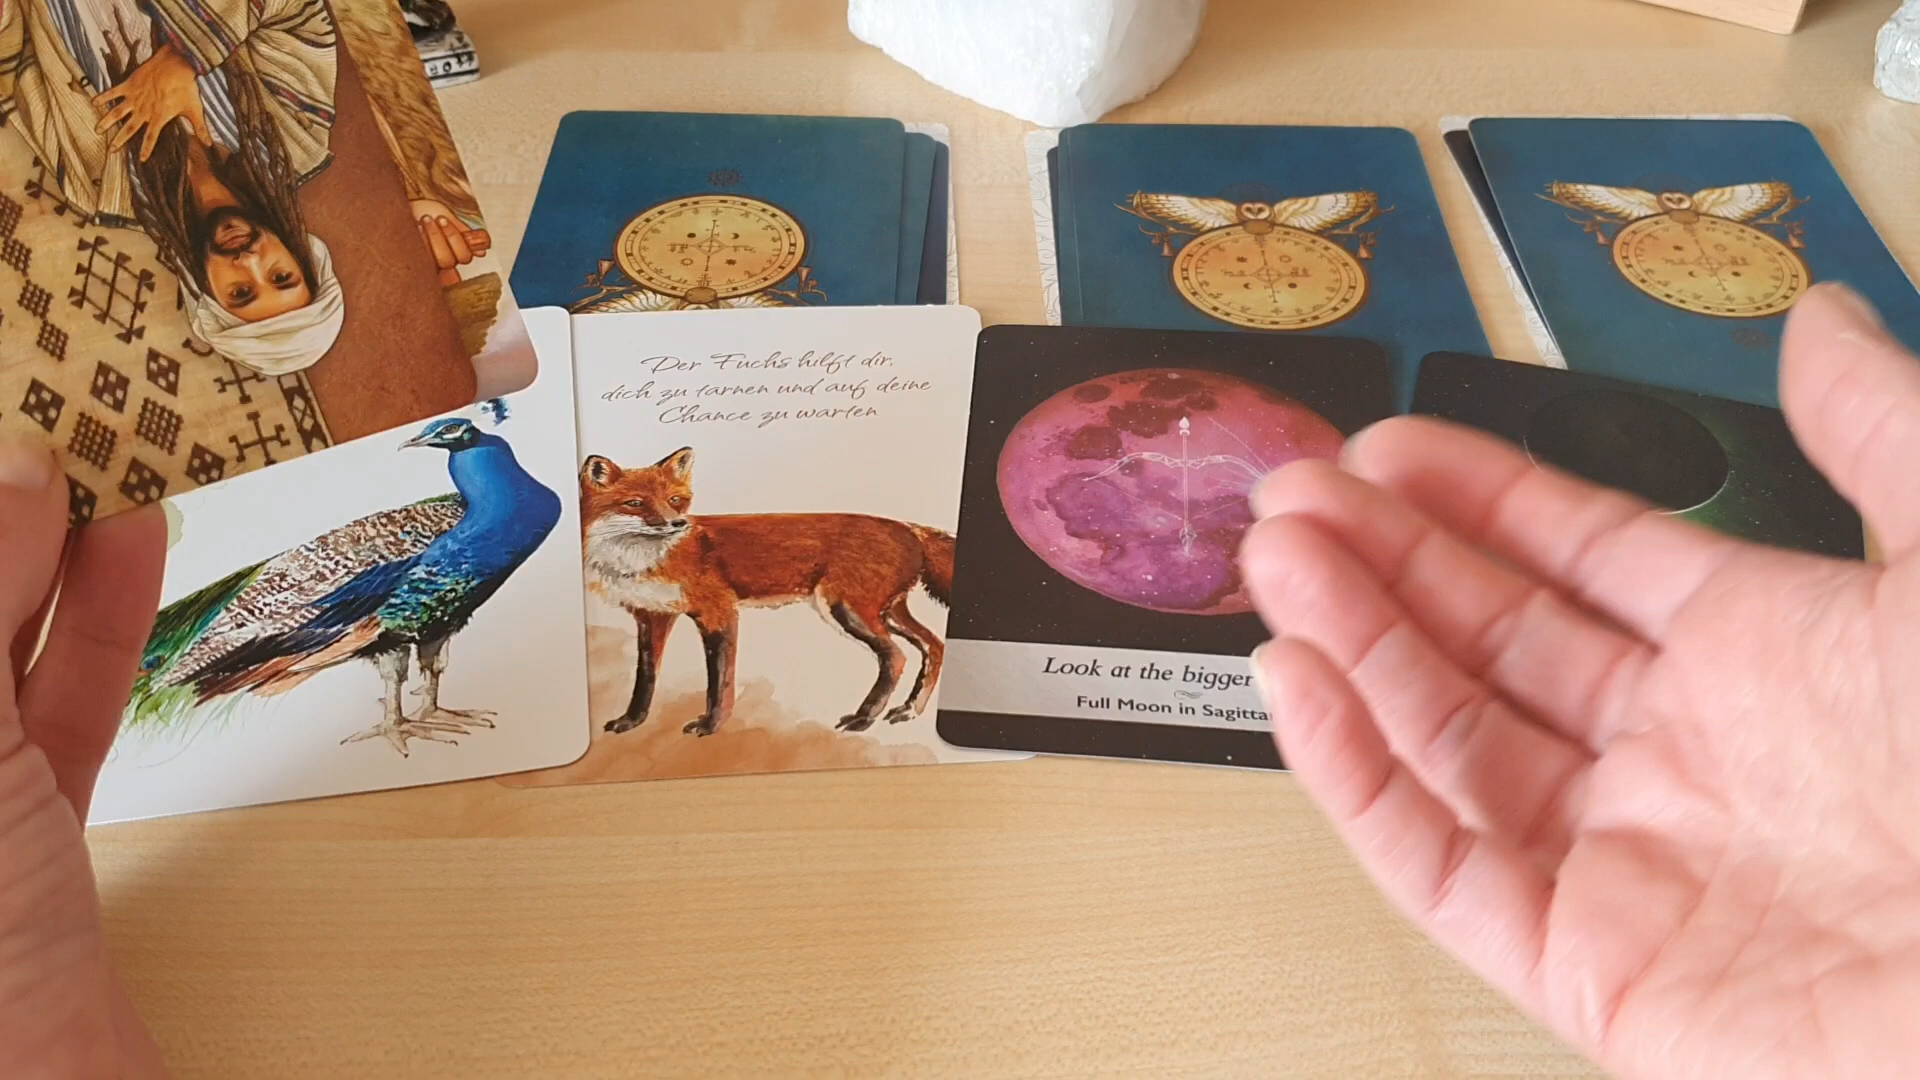 Der Fuchs hilft dir,
dich zu tarnen und auf deine
Chance zu warten
Look at the bigger
Full Moon in Sagitta